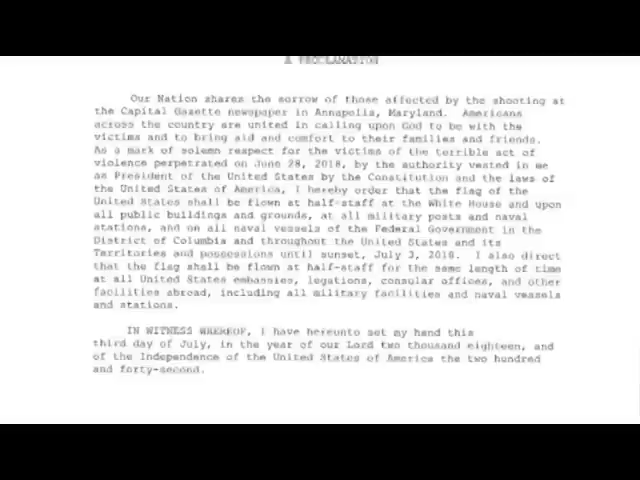 Our Nation shares the sorrow of those affected by the shooting at
the Capital Gazette newspaper in Annapolis, Maryland. Americans
across the country are united in calling upon God to be with the
victims and to bring aid and comfort to their families and friends.
As a mark of solemn respect for the victims of the terrible act of
violence perpetrated on June 28, 2018, by the authority vested in me
as President of the United States by the Constitution and the laws of
the United States of America, I hereby order that the flag of the
United States shall be flown at half-staff at the White House and upon
all public buildings and grounds, at all military posts and naval
stations, and on all naval vessels of the Federal Government in the
District of Columbia and throughout the United States and its
Territories and possessions until sunset, July 3, 2018. I also direct
that the flag shall be flown at half-staff for the same length of time
at all United States embassies, legations, consular offices, and other
facilities abroad, including all military facilities and naval vessels
and stations.
IN WITNESS WHEREOF, I have hereunto set my hand this
third day of July, in the year of our Lord two thousand eighteen, and
of the Independence of the United States of America the two hundred
and forty-second.